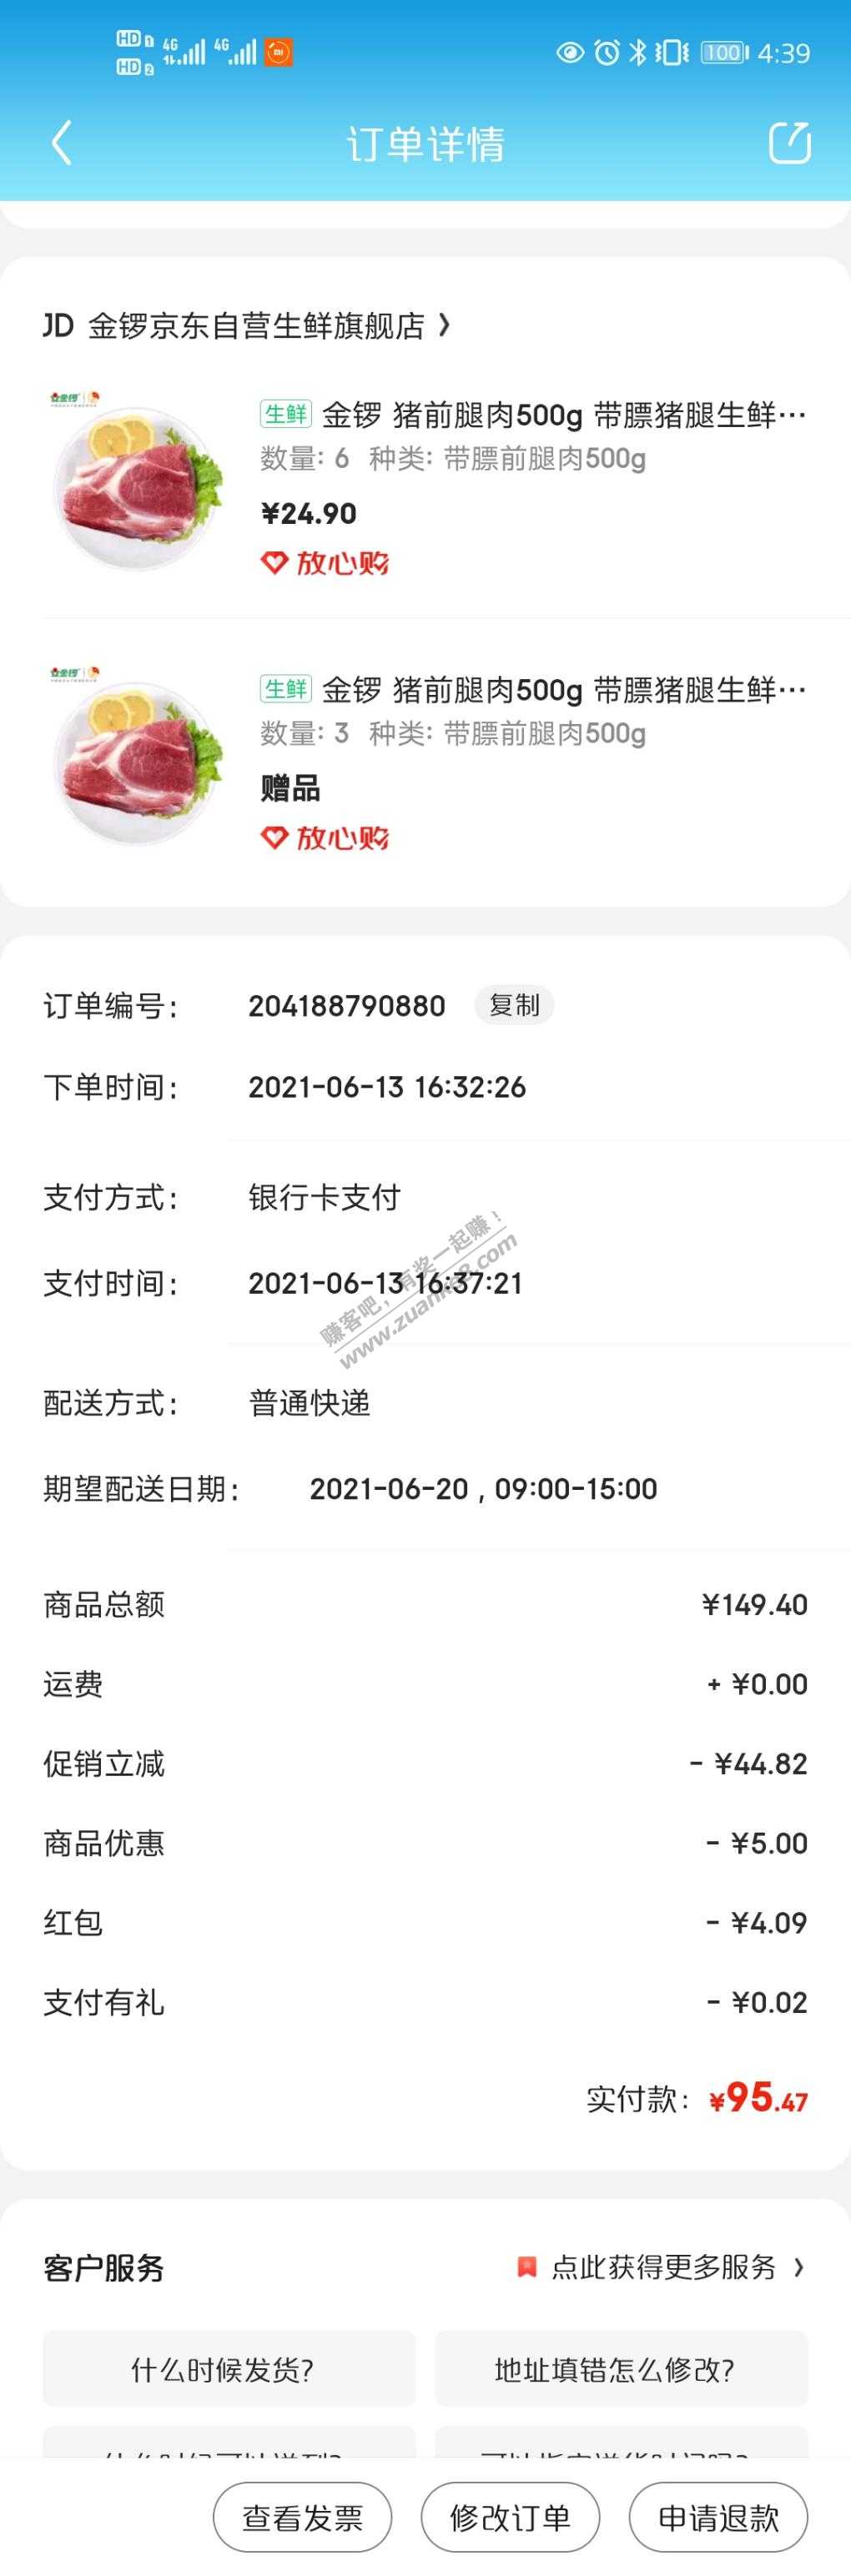 HD 1 4G 4G 100 4:39
HD 2
订单详情
JD 金锣京东自营生鲜旗舰店
金锣
生鲜 金锣 猪前腿肉500g 带膘猪腿生鲜…
数量: 6 种类: 带膘前腿肉500g
¥24.90
放心购
金锣
生鲜 金锣 猪前腿肉500g 带膘猪腿生鲜…
数量: 3 种类: 带膘前腿肉500g
赠品
放心购
订单编号: 204188790880 复制
下单时间: 2021-06-13 16:32:26
支付方式: 银行卡支付
支付时间: 2021-06-13 16:37:21
赚客吧,有奖一起赚!
www.zuanke8.com
配送方式: 普通快递
期望配送日期: 2021-06-20 , 09:00-15:00
商品总额 ¥149.40
运费 + ¥0.00
促销立减 - ¥44.82
商品优惠 - ¥5.00
红包 - ¥4.09
支付有礼 - ¥0.02
实付款: ¥95.47
客户服务 点此获得更多服务
什么时候发货? 地址填错怎么修改?
查看发票 修改订单 申请退款